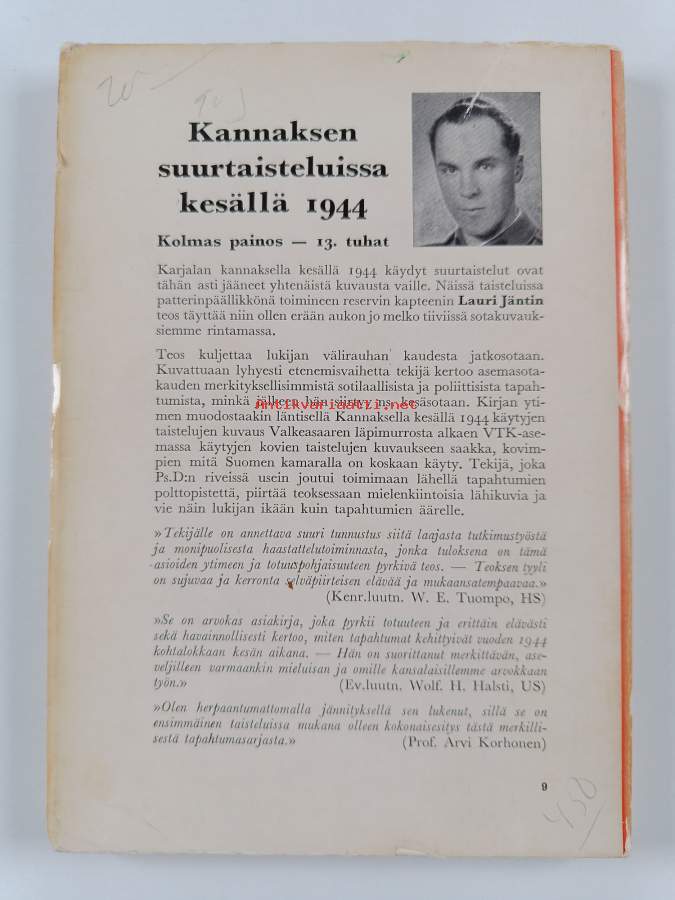 Kannaksen
suurtaisteluissa
kesällä 1944
Kolmas painos — 13. tuhat
Karjalan kannaksella kesällä 1944 käydyt suurtaistelut ovat
tähän asti jääneet yhtenäistä kuvausta vaille. Näissä taisteluissa
patterinpäällikkönä toimineen reservin kapteenin Lauri Jäntin
teos täyttää niin ollen erään aukon jo melko tiiviissä sotakuvauk-
siemme rintamassa.
Teos kuljettaa lukijan välirauhan kaudesta jatkosotaan.
Kuvattuaan lyhyesti etenemisvaihetta tekijä kertoo asemasota-
kauden merkityksellisimmistä sotilaallisista ja poliittisista tapah-
tumista, minkä jälkeen hän siirtyy ns. kesäsotaan. Kirjan yti-
antikvariaatti.net
men muodostaakin läntisellä Kannaksella kesällä 1944 käytyjen
taistelujen kuvaus Valkeasaaren läpimurrosta alkaen VTK-ase-
massa käytyjen kovien taistelujen kuvaukseen saakka, kovim-
pien mitä Suomen kamaralla on koskaan käyty. Tekijä, joka
Ps.D:n riveissä usein joutui toimimaan lähellä tapahtumien
polttopistettä, piirtää teoksessaan mielenkiintoisia lähikuvia ja
vie näin lukijan ikään kuin tapahtumien äärelle.
»Tekijälle on annettava suuri tunnustus siitä laajasta tutkimustyöstä
ja monipuolisesta haastattelutoiminnasta, jonka tuloksena on tämä
asioiden ytimeen ja totuuspohjaisuuteen pyrkivä teos. — Teoksen tyyli
on sujuvaa ja kerronta selväpiirteisen elävää ja mukaansatempaavaa.»
(Kenr.luutn. W. E. Tuompo, HS)
»Se on arvokas asiakirja, joka pyrkii totuuteen ja erittäin elävästi
sekä havainnollisesti kertoo, miten tapahtumat kehittyivät vuoden 1944
kohtalokkaan kesän aikana. — Hän on suorittanut merkittävän, ase-
veljilleen varmaankin mieluisan ja omille kansalaisillemme arvokkaan
työn.» (Ev.luutn. Wolf. H. Halsti, US)
»Olen herpaantumattomalla jännityksellä sen lukenut, sillä se on
ensimmäinen taisteluissa mukana olleen kokonaisesitys tästä merkilli-
sestä tapahtumasarjasta.» (Prof. Arvi Korhonen)
9
450